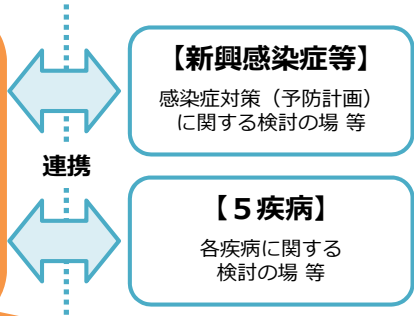 【新興感染症等】
感染症対策（予防計画）
に関する検討の場 等
連携
【５疾病】
各疾病に関する
検討の場 等